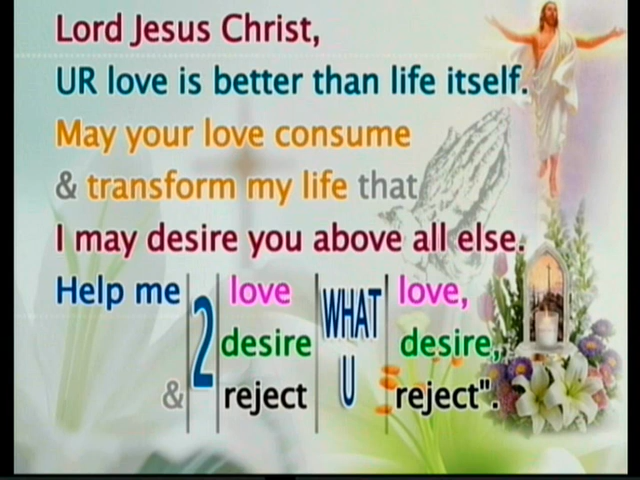 Lord Jesus Christ,
UR love is better than life itself.
May your love consume
& transform my life that
I may desire you above all else.
Help me 2 love WHAT U love,
desire desire,
& reject reject".